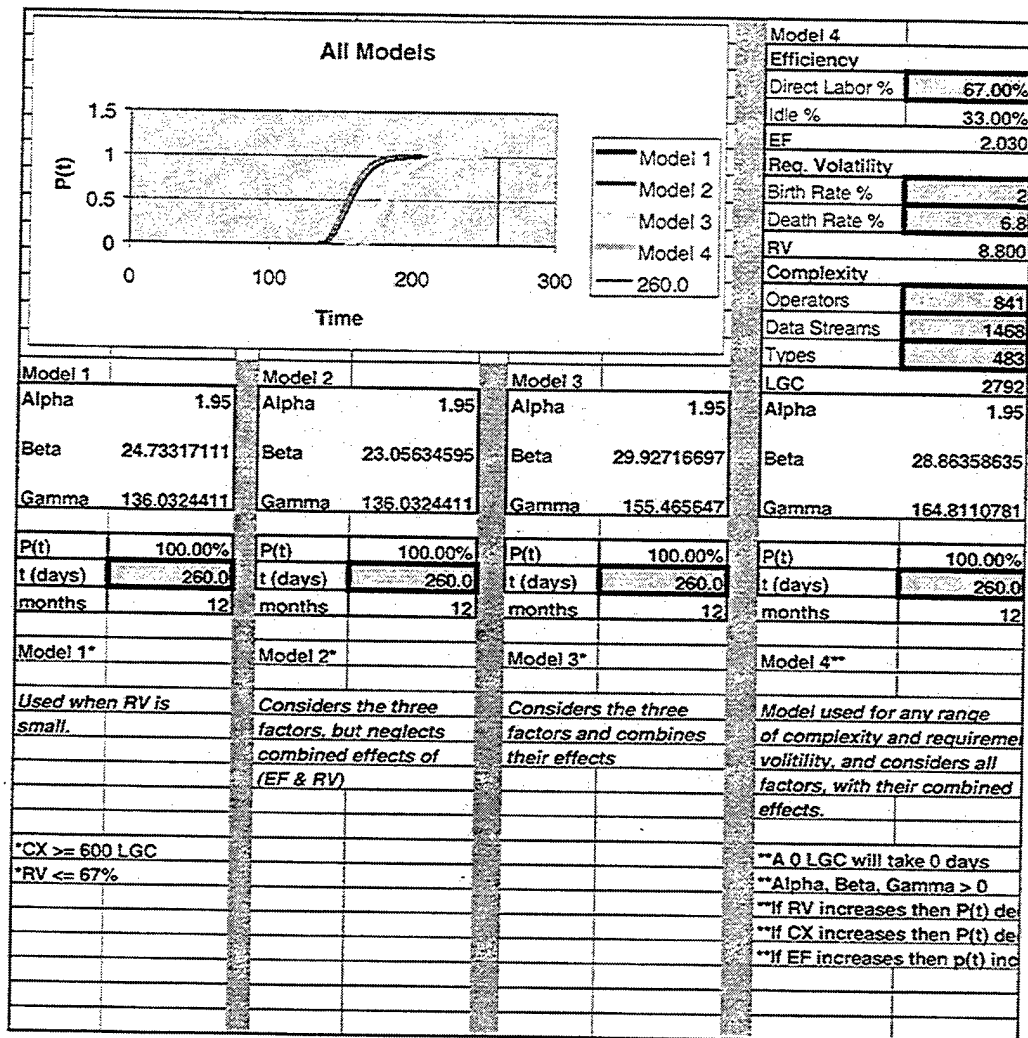 All Models
1.5
1
0.5
0
P(t)
0 100 200 300
Time
Model 1
Model 2
Model 3
Model 4
260.0
Model 4
Efficiency
Direct Labor % 67.00%
Idle % 33.00%
EF 2.030
Req. Volatility
Birth Rate % 2
Death Rate % 6.8
RV 8.800
Complexity
Operators 841
Data Streams 1468
Types 483
LGC 2792
Alpha 1.95
Beta 28.86358635
Gamma 164.8110781
P(t) 100.00%
t (days) 260.0
months 12
Model 4**
Model used for any range
of complexity and requiremen
volitility, and considers all
factors, with their combined
effects.
**A 0 LGC will take 0 days
**Alpha, Beta, Gamma > 0
**If RV increases then P(t) de
**If CX increases then P(t) de
**If EF increases then p(t) inc
Model 1
Alpha 1.95
Beta 24.73317111
Gamma 136.0324411
P(t) 100.00%
t (days) 260.0
months 12
Model 1*
Used when RV is
small.
*CX >= 600 LGC
*RV <= 67%
Model 2
Alpha 1.95
Beta 23.05634595
Gamma 136.0324411
P(t) 100.00%
t (days) 260.0
months 12
Model 2*
Considers the three
factors, but neglects
combined effects of
(EF & RV)
Model 3
Alpha 1.95
Beta 29.92716697
Gamma 155.465647
P(t) 100.00%
t (days) 260.0
months 12
Model 3*
Considers the three
factors and combines
their effects